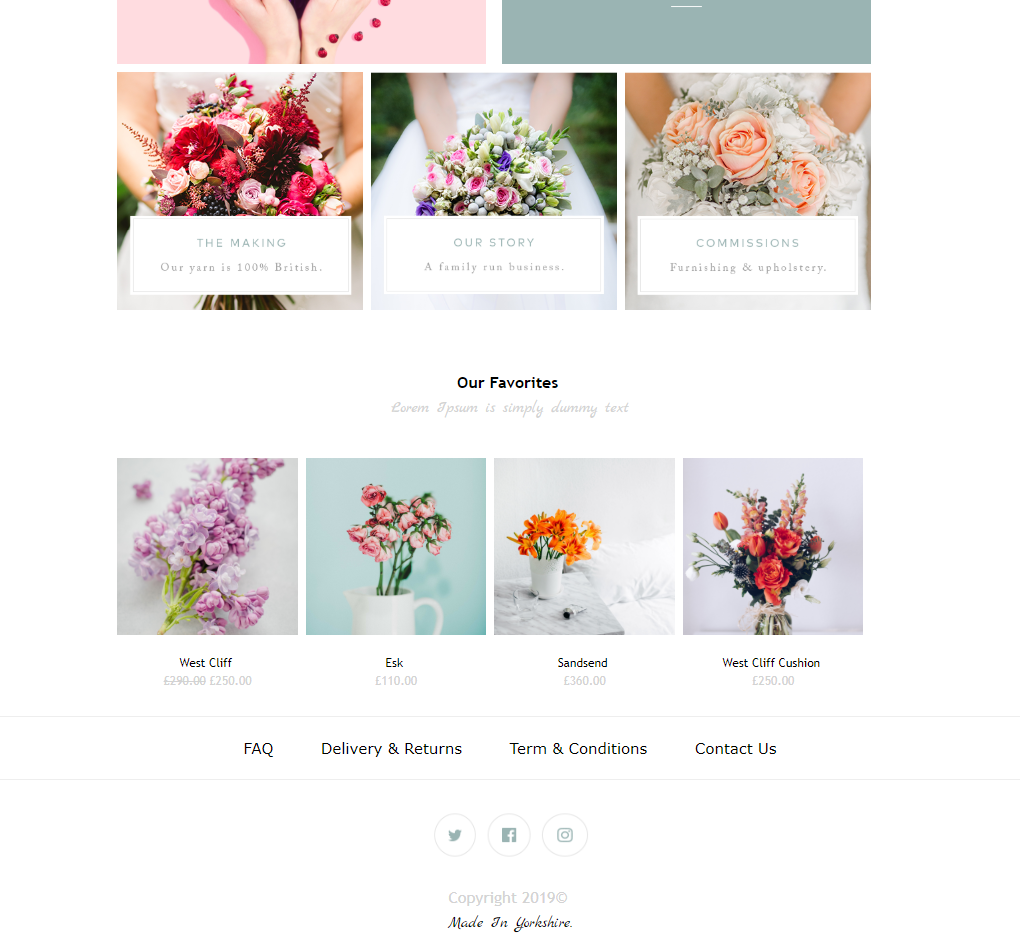 THE MAKING
Our yarn is 100% British.
OUR STORY
A family run business.
COMMISSIONS
Furnishing & upholstery.
Our Favorites
Lorem Ipsum is simply dummy text
West Cliff
£290.00 £250.00
Esk
£110.00
Sandsend
£360.00
West Cliff Cushion
£250.00
FAQ
Delivery & Returns
Term & Conditions
Contact Us
Copyright 2019©
Made In Yorkshire.